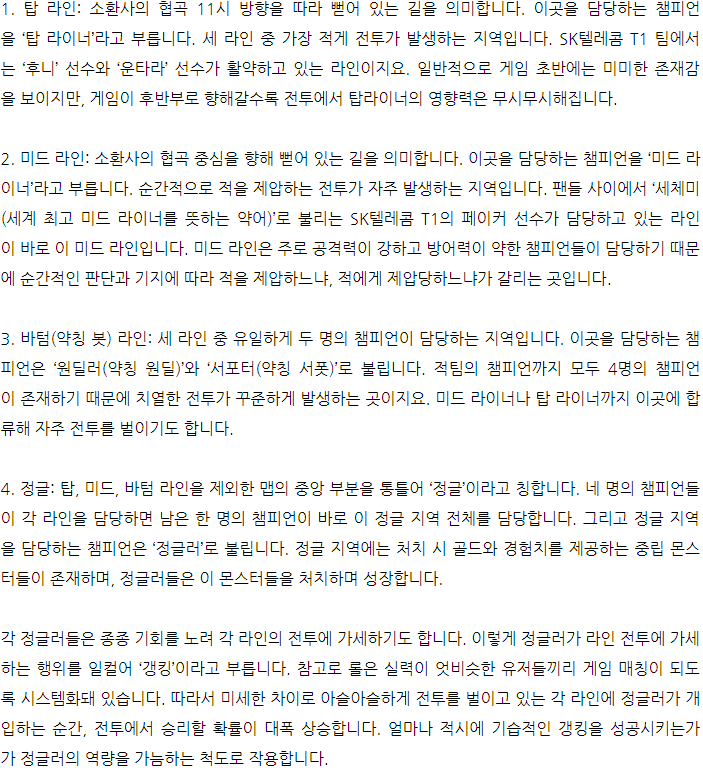 1. 탑 라인: 소환사의 협곡 11시 방향을 따라 뻗어 있는 길을 의미합니다. 이곳을 담당하는 챔피언
을 ‘탑 라이너’라고 부릅니다. 세 라인 중 가장 적게 전투가 발생하는 지역입니다. SK텔레콤 T1 팀에서
는 ‘후니’ 선수와 ‘운타라’ 선수가 활약하고 있는 라인이지요. 일반적으로 게임 초반에는 미미한 존재감
을 보이지만, 게임이 후반부로 향해갈수록 전투에서 탑라이너의 영향력은 무시무시해집니다.
2. 미드 라인: 소환사의 협곡 중심을 향해 뻗어 있는 길을 의미합니다. 이곳을 담당하는 챔피언을 ‘미드 라
이너’라고 부릅니다. 순간적으로 적을 제압하는 전투가 자주 발생하는 지역입니다. 팬들 사이에서 ‘세체미
(세계 최고 미드 라이너를 뜻하는 약어)’로 불리는 SK텔레콤 T1의 페이커 선수가 담당하고 있는 라인
이 바로 이 미드 라인입니다. 미드 라인은 주로 공격력이 강하고 방어력이 약한 챔피언들이 담당하기 때문
에 순간적인 판단과 기지에 따라 적을 제압하느냐, 적에게 제압당하느냐가 갈리는 곳입니다.
3. 바텀(약칭 봇) 라인: 세 라인 중 유일하게 두 명의 챔피언이 담당하는 지역입니다. 이곳을 담당하는 챔
피언은 ‘원딜러(약칭 원딜)’와 ‘서포터(약칭 서폿)’로 불립니다. 적팀의 챔피언까지 모두 4명의 챔피언
이 존재하기 때문에 치열한 전투가 꾸준하게 발생하는 곳이지요. 미드 라이너나 탑 라이너까지 이곳에 합
류해 자주 전투를 벌이기도 합니다.
4. 정글: 탑, 미드, 바텀 라인을 제외한 맵의 중앙 부분을 통틀어 ‘정글’이라고 칭합니다. 네 명의 챔피언들
이 각 라인을 담당하면 남은 한 명의 챔피언이 바로 이 정글 지역 전체를 담당합니다. 그리고 정글 지역
을 담당하는 챔피언은 ‘정글러’로 불립니다. 정글 지역에는 처치 시 골드와 경험치를 제공하는 중립 몬스
터들이 존재하며, 정글러들은 이 몬스터들을 처치하며 성장합니다.
각 정글러들은 종종 기회를 노려 각 라인의 전투에 가세하기도 합니다. 이렇게 정글러가 라인 전투에 가세
하는 행위를 일컬어 ‘갱킹’이라고 부릅니다. 참고로 롤은 실력이 엇비슷한 유저들끼리 게임 매칭이 되도
록 시스템화돼 있습니다. 따라서 미세한 차이로 아슬아슬하게 전투를 벌이고 있는 각 라인에 정글러가 개
입하는 순간, 전투에서 승리할 확률이 대폭 상승합니다. 얼마나 적시에 기습적인 갱킹을 성공시키는가
가 정글러의 역량을 가늠하는 척도로 작용합니다.